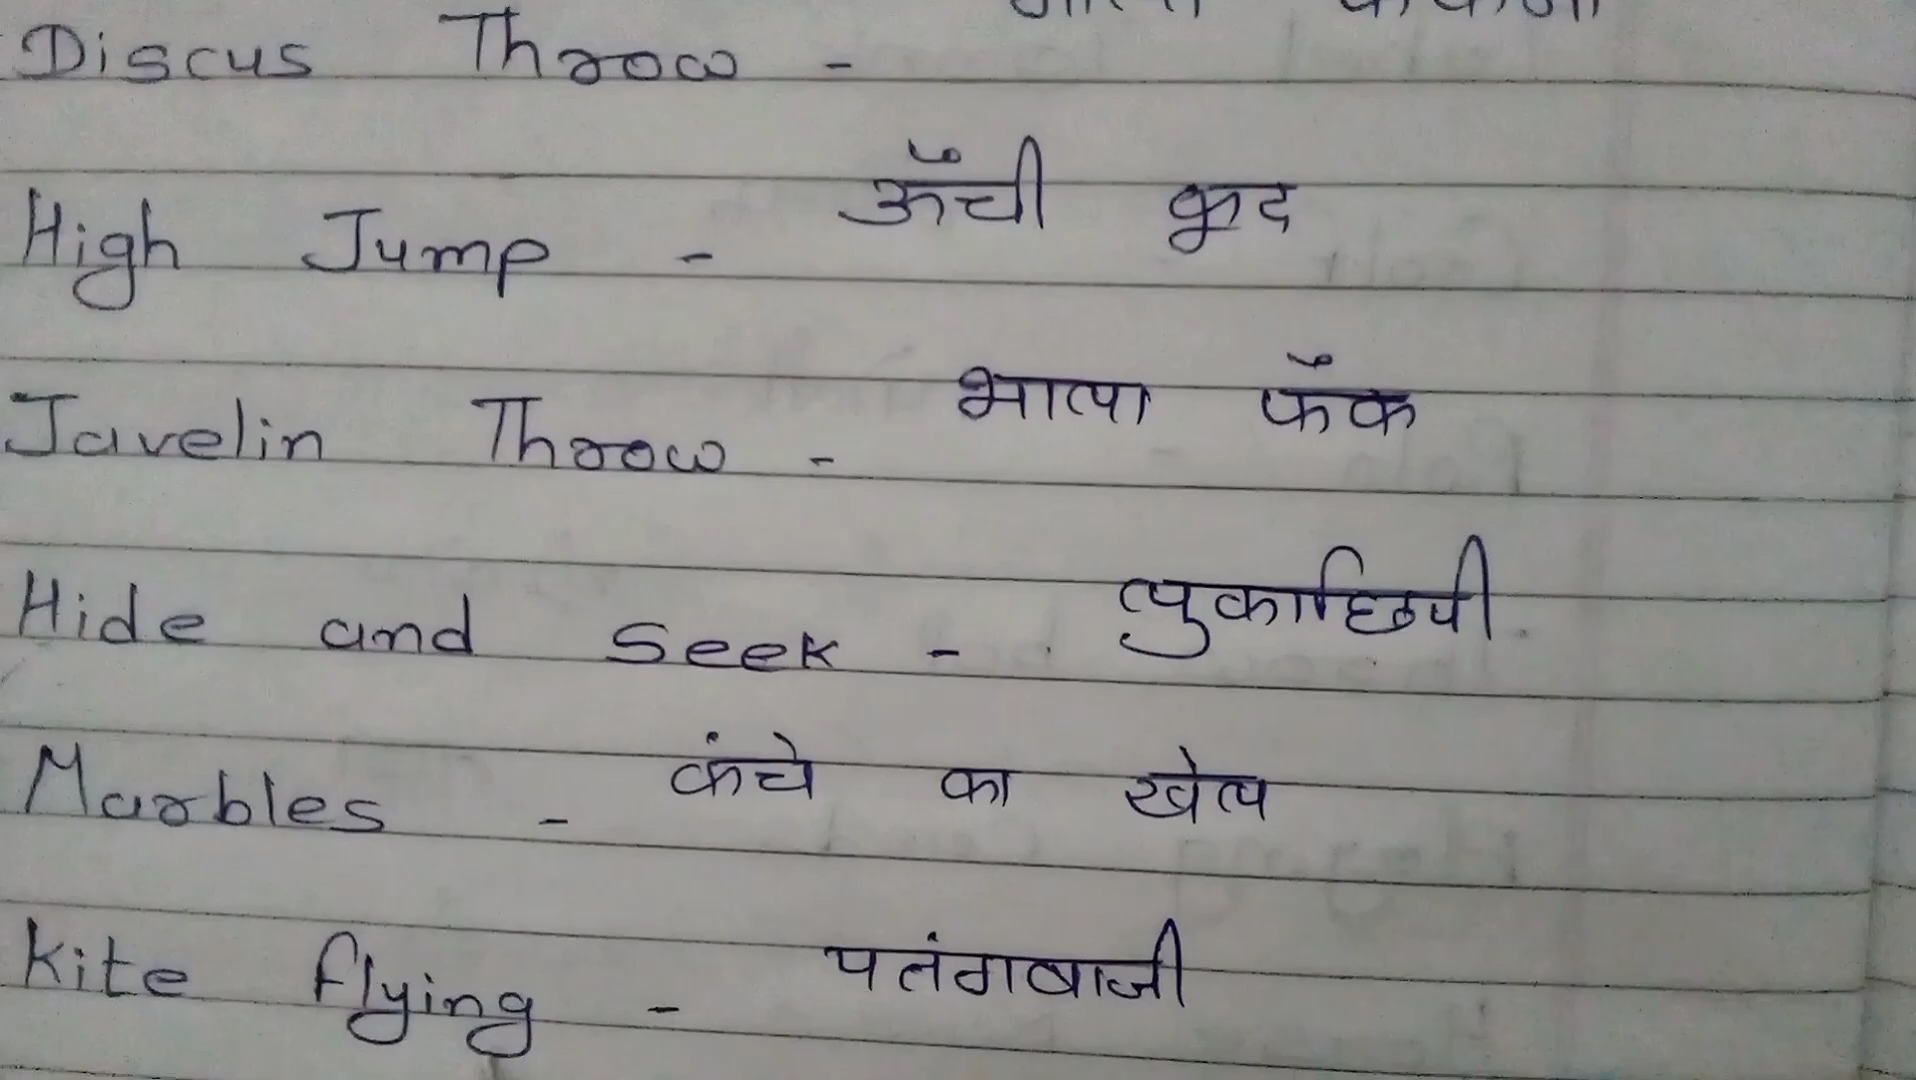 Discus Throw -
High Jump - ऊँची कूद
Javelin Throw - भाला फेँक
Hide and Seek - लुकाछिपी
Marbles - कंचे का खेल
Kite flying - पतंगबाजी